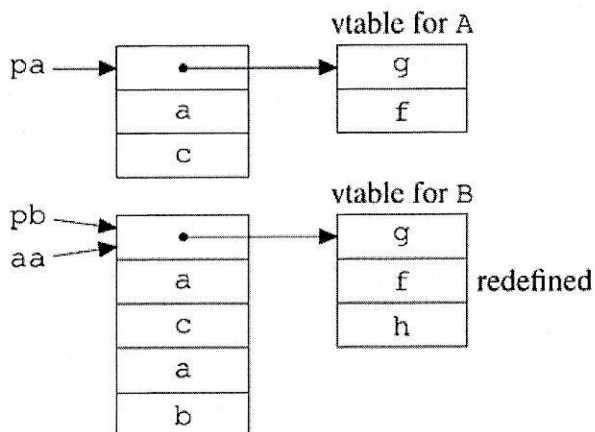 vtable for A
pa
g
a
f
c
vtable for B
pb
g
aa
a
f
redefined
c
h
a
b